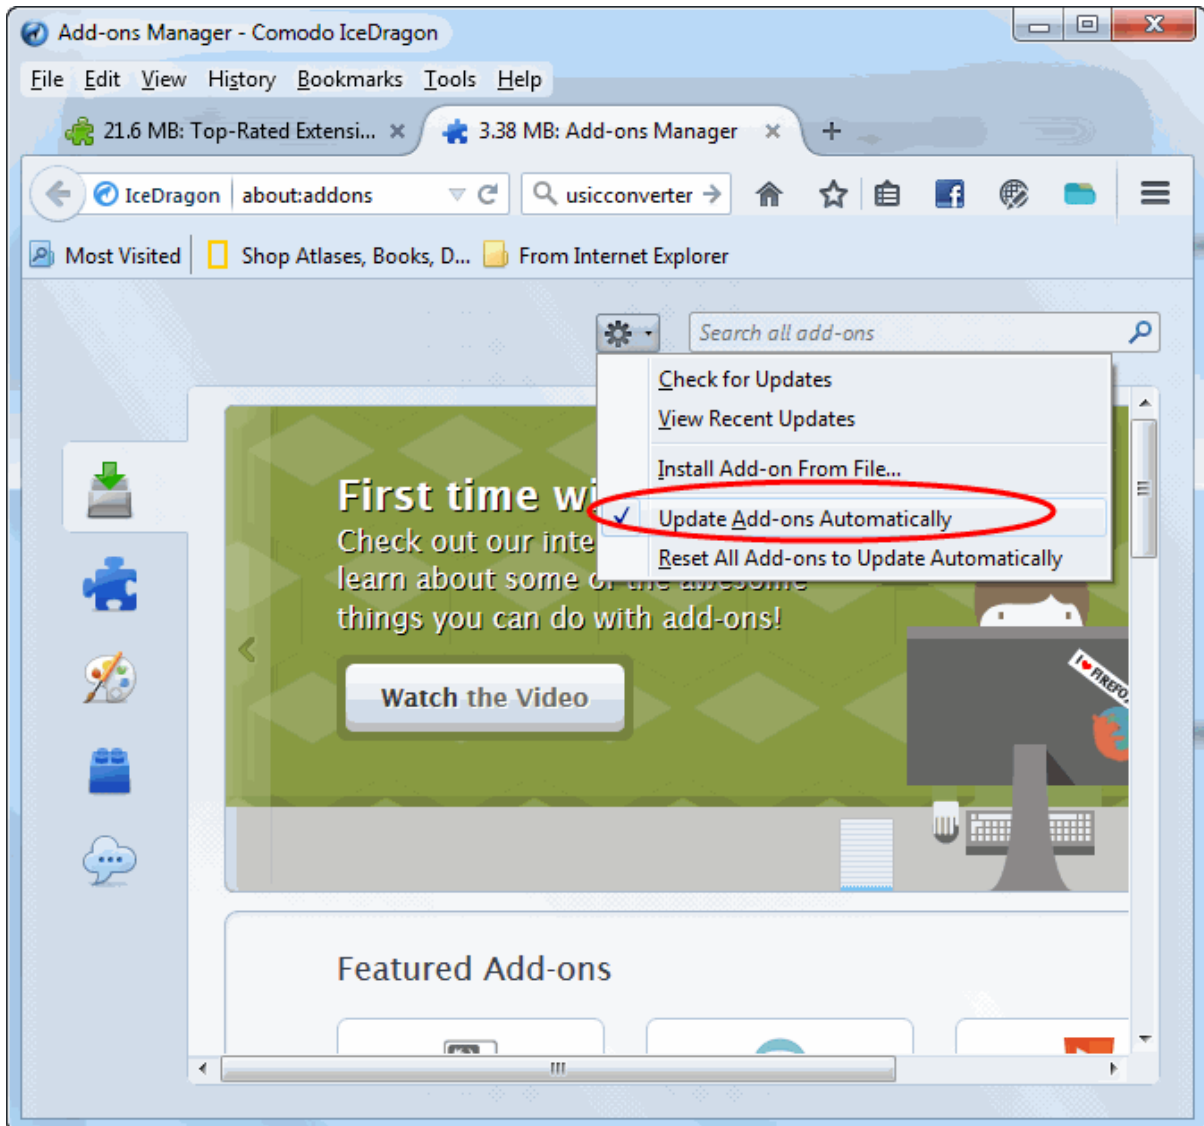 Add-ons Manager - Comodo IceDragon
File Edit View History Bookmarks Tools Help
21.6 MB: Top-Rated Extensi...
3.38 MB: Add-ons Manager
IceDragon about:addons
usicconverter
Most Visited
Shop Atlases, Books, D...
From Internet Explorer
Search all add-ons
Check for Updates
View Recent Updates
Install Add-on From File...
Update Add-ons Automatically
Reset All Add-ons to Update Automatically
First time wi
Check out our inte
learn about some of the awesome
things you can do with add-ons!
Watch the Video
I ♥ FIREFOX
Featured Add-ons